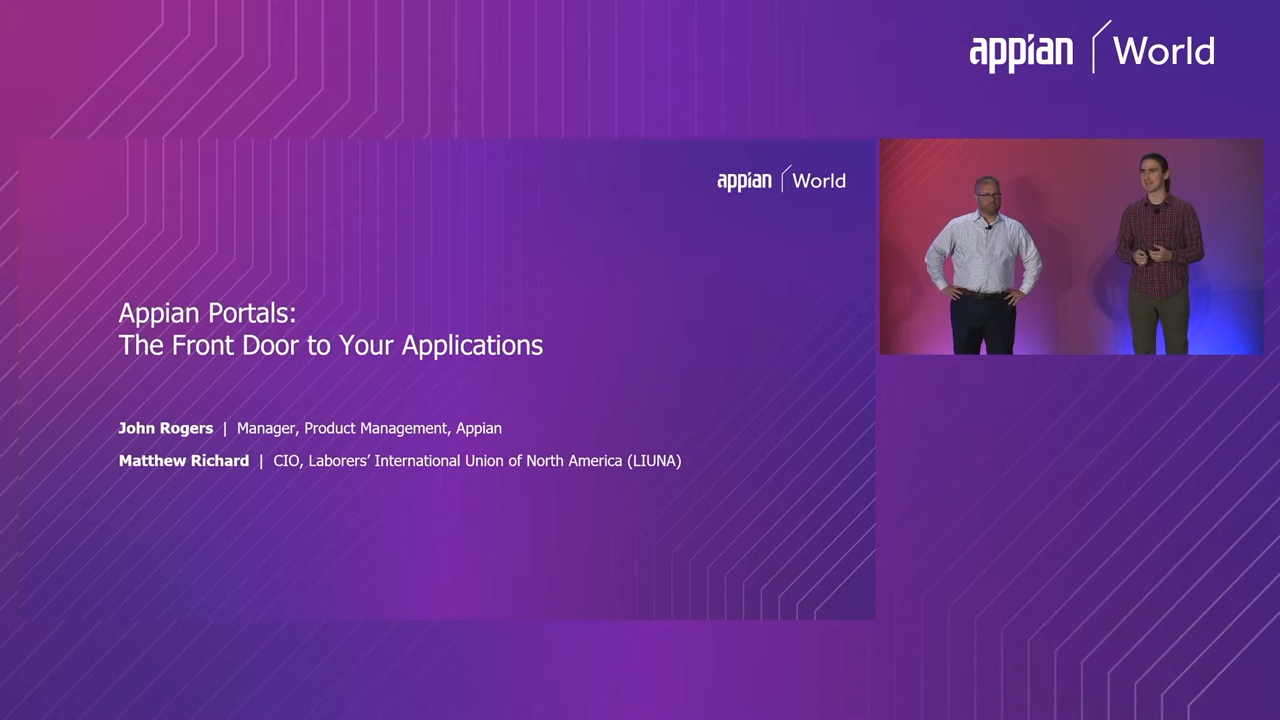 appian World
appian World
Appian Portals:
The Front Door to Your Applications
John Rogers | Manager, Product Management, Appian
Matthew Richard | CIO, Laborers' International Union of North America (LIUNA)